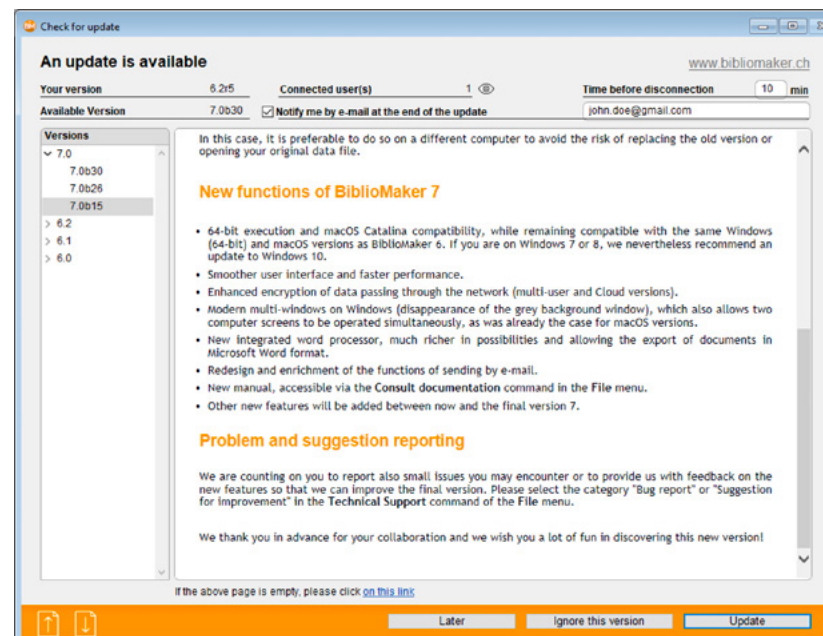 Check for update
An update is available
www.bibliomaker.ch
Your version 6.2r5 Connected user(s) 1 Time before disconnection 10 min
Available Version 7.0b30 Notify me by e-mail at the end of the update john.doe@gmail.com
Versions
7.0
7.0b30
7.0b26
7.0b15
6.2
6.1
6.0
In this case, it is preferable to do so on a different computer to avoid the risk of replacing the old version or
opening your original data file.
New functions of BiblioMaker 7
• 64-bit execution and macOS Catalina compatibility, while remaining compatible with the same Windows
(64-bit) and macOS versions as BiblioMaker 6. If you are on Windows 7 or 8, we nevertheless recommend an
update to Windows 10.
• Smoother user interface and faster performance.
• Enhanced encryption of data passing through the network (multi-user and Cloud versions).
• Modern multi-windows on Windows (disappearance of the grey background window), which also allows two
computer screens to be operated simultaneously, as was already the case for macOS versions.
• New integrated word processor, much richer in possibilities and allowing the export of documents in
Microsoft Word format.
• Redesign and enrichment of the functions of sending by e-mail.
• New manual, accessible via the Consult documentation command in the File menu.
• Other new features will be added between now and the final version 7.
Problem and suggestion reporting
We are counting on you to report also small issues you may encounter or to provide us with feedback on the
new features so that we can improve the final version. Please select the category "Bug report" or "Suggestion
for improvement" in the Technical Support command of the File menu.
We thank you in advance for your collaboration and we wish you a lot of fun in discovering this new version!
If the above page is empty, please click on this link
Later Ignore this version Update